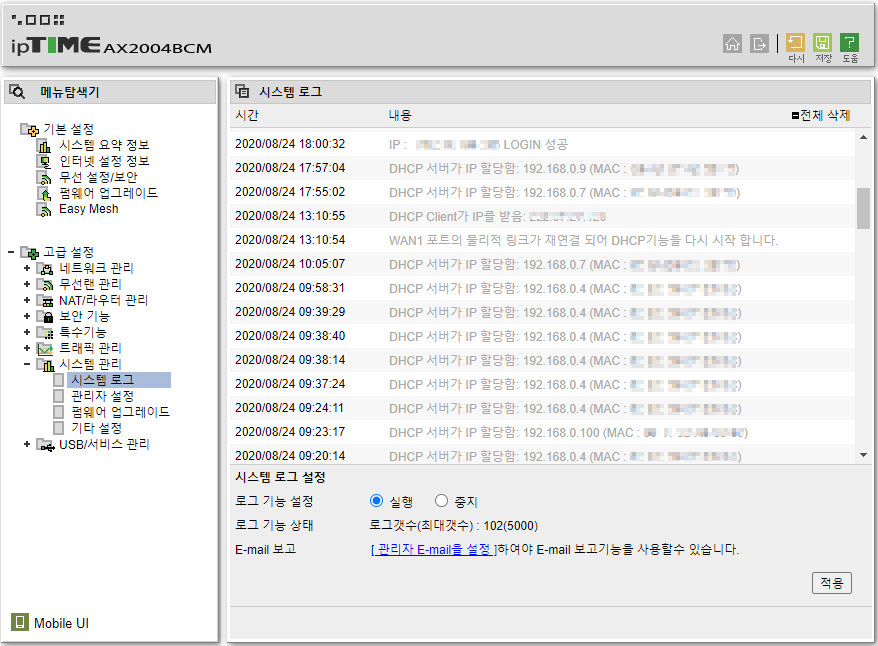 ipTIME AX2004BCM
다시 저장 도움
메뉴탐색기
기본 설정
시스템 요약 정보
인터넷 설정 정보
무선 설정/보안
펌웨어 업그레이드
Easy Mesh
고급 설정
네트워크 관리
무선랜 관리
NAT/라우터 관리
보안 기능
특수기능
트래픽 관리
시스템 관리
시스템 로그
관리자 설정
펌웨어 업그레이드
기타 설정
USB/서비스 관리
Mobile UI
시스템 로그
시간 내용 전체 삭제
2020/08/24 18:00:32 IP : LOGIN 성공
2020/08/24 17:57:04 DHCP 서버가 IP 할당함: 192.168.0.9 (MAC : )
2020/08/24 17:55:02 DHCP 서버가 IP 할당함: 192.168.0.7 (MAC : )
2020/08/24 13:10:55 DHCP Client가 IP를 받음:
2020/08/24 13:10:54 WAN1 포트의 물리적 링크가 재연결 되어 DHCP기능을 다시 시작 합니다.
2020/08/24 10:05:07 DHCP 서버가 IP 할당함: 192.168.0.7 (MAC : )
2020/08/24 09:58:31 DHCP 서버가 IP 할당함: 192.168.0.4 (MAC : )
2020/08/24 09:39:29 DHCP 서버가 IP 할당함: 192.168.0.4 (MAC : )
2020/08/24 09:38:40 DHCP 서버가 IP 할당함: 192.168.0.4 (MAC : )
2020/08/24 09:38:14 DHCP 서버가 IP 할당함: 192.168.0.4 (MAC : )
2020/08/24 09:37:24 DHCP 서버가 IP 할당함: 192.168.0.4 (MAC : )
2020/08/24 09:24:11 DHCP 서버가 IP 할당함: 192.168.0.4 (MAC : )
2020/08/24 09:23:17 DHCP 서버가 IP 할당함: 192.168.0.100 (MAC : )
2020/08/24 09:20:14 DHCP 서버가 IP 할당함: 192.168.0.4 (MAC : )
시스템 로그 설정
로그 기능 설정 실행 중지
로그 기능 상태 로그갯수(최대갯수) : 102(5000)
E-mail 보고 [ 관리자 E-mail을 설정 ]하여야 E-mail 보고기능을 사용할수 있습니다.
적용